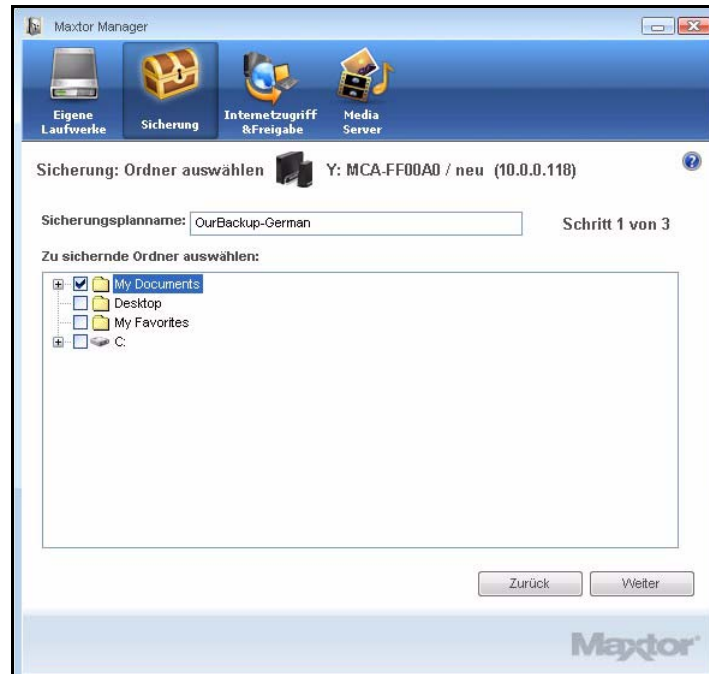 Maxtor Manager
Eigene
Laufwerke
Sicherung
Internetzugriff
&Freigabe
Media
Server
Sicherung: Ordner auswählen
Y: MCA-FF00A0 / neu (10.0.0.118)
?
Sicherungsplanname:
OurBackup-German
Schritt 1 von 3
Zu sichernde Ordner auswählen:
My Documents
Desktop
My Favorites
C:
Zurück
Weiter
Maxtor